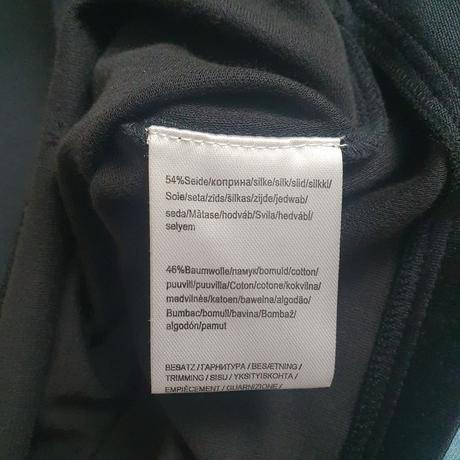 54%Seide/коприна/silke/silk/siid/silkki/
Soie/seta/zids/šilkas/zijde/jedwab/
seda/Mătase/hodváb/Svila/hedvábí/
selyem
46%Baumwolle/памук/bomuld/cotton/
puuvill/puuvilla/Coton/cotone/kokvilna/
medvilnės/katoen/bawełna/algodão/
Bumbac/bomull/bavlna/Bombaž/
algodón/pamut
BESATZ / ГАРНИТУРА / BESÆTNING /
TRIMMING / SISU / YKSITYISKOHTA /
EMPIÈCEMENT / GUARNIZIONE /